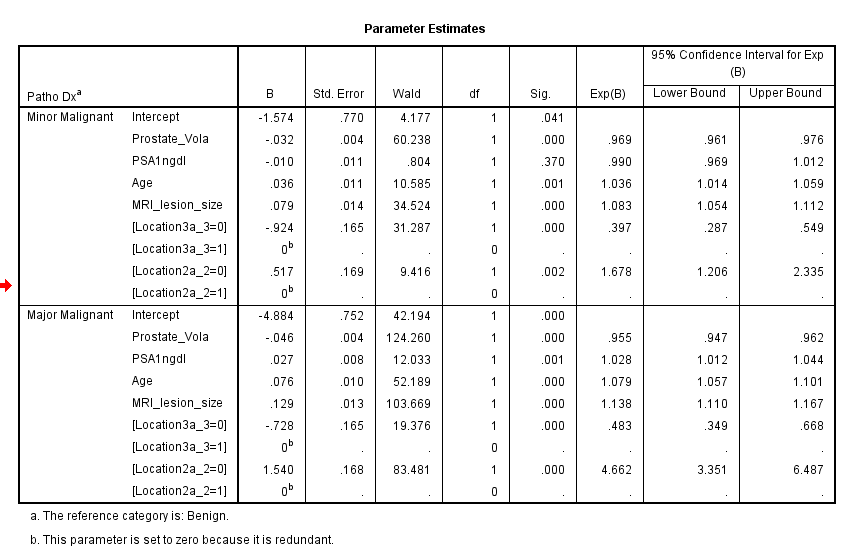 Parameter Estimates
95% Confidence Interval for Exp
(B)
Patho Dxa B Std. Error Wald df Sig. Exp(B) Lower Bound Upper Bound
Minor Malignant Intercept -1.574 .770 4.177 1 .041
Prostate_Vola -.032 .004 60.238 1 .000 .969 .961 .976
PSA1ngdl -.010 .011 .804 1 .370 .990 .969 1.012
Age .036 .011 10.585 1 .001 1.036 1.014 1.059
MRI_lesion_size .079 .014 34.524 1 .000 1.083 1.054 1.112
[Location3a_3=0] -.924 .165 31.287 1 .000 .397 .287 .549
[Location3a_3=1] 0b . . 0 . . . .
[Location2a_2=0] .517 .169 9.416 1 .002 1.678 1.206 2.335
[Location2a_2=1] 0b . . 0 . . . .
Major Malignant Intercept -4.884 .752 42.194 1 .000
Prostate_Vola -.046 .004 124.260 1 .000 .955 .947 .962
PSA1ngdl .027 .008 12.033 1 .001 1.028 1.012 1.044
Age .076 .010 52.189 1 .000 1.079 1.057 1.101
MRI_lesion_size .129 .013 103.669 1 .000 1.138 1.110 1.167
[Location3a_3=0] -.728 .165 19.376 1 .000 .483 .349 .668
[Location3a_3=1] 0b . . 0 . . . .
[Location2a_2=0] 1.540 .168 83.481 1 .000 4.662 3.351 6.487
[Location2a_2=1] 0b . . 0 . . . .
a. The reference category is: Benign.
b. This parameter is set to zero because it is redundant.